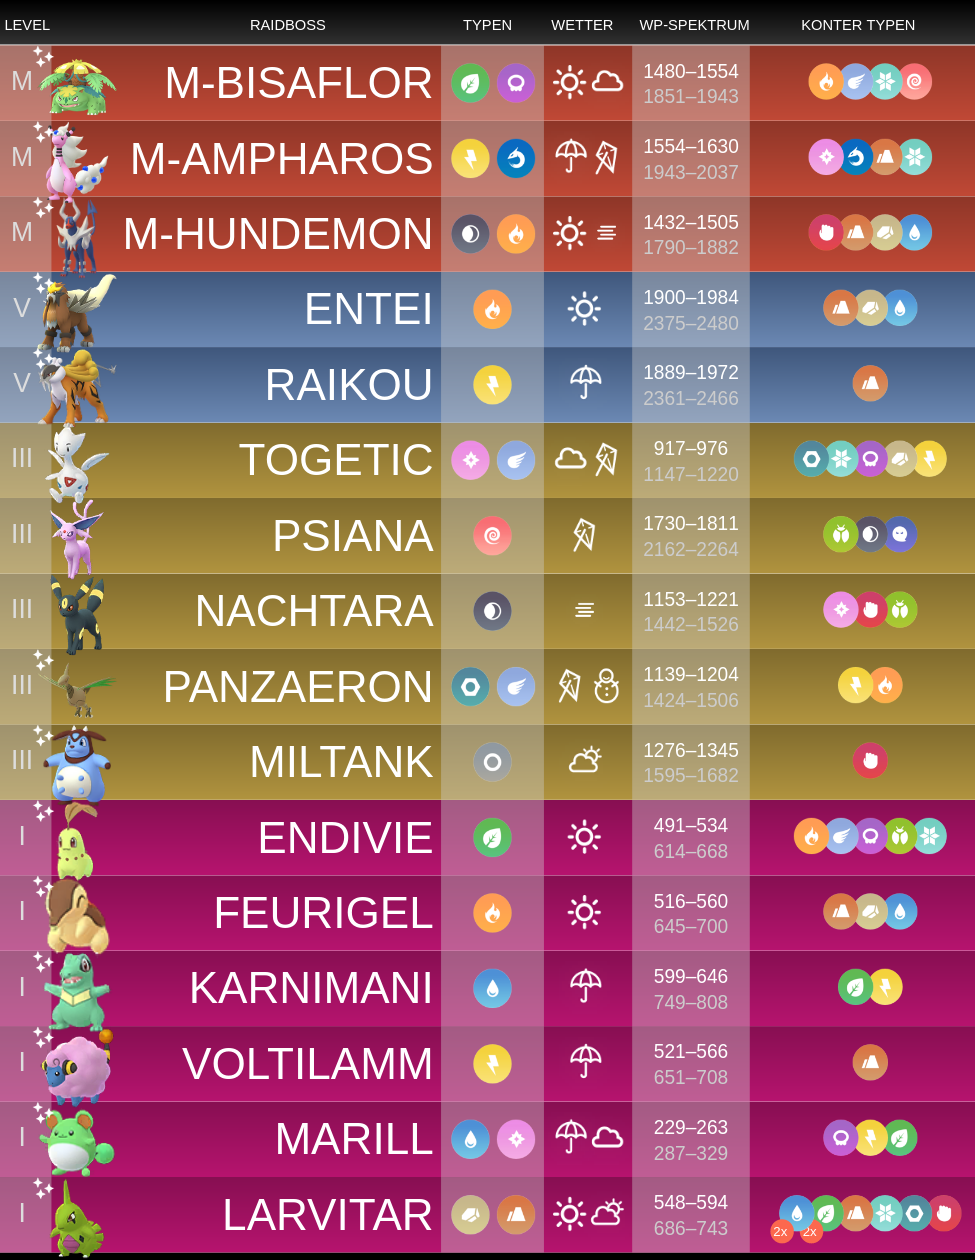 LEVEL RAIDBOSS TYPEN WETTER WP-SPEKTRUM KONTER TYPEN
M M-BISAFLOR 1480–1554
1851–1943
M M-AMPHAROS 1554–1630
1943–2037
M M-HUNDEMON 1432–1505
1790–1882
V ENTEI 1900–1984
2375–2480
V RAIKOU 1889–1972
2361–2466
III TOGETIC 917–976
1147–1220
III PSIANA 1730–1811
2162–2264
III NACHTARA 1153–1221
1442–1526
III PANZAERON 1139–1204
1424–1506
III MILTANK 1276–1345
1595–1682
I ENDIVIE 491–534
614–668
I FEURIGEL 516–560
645–700
I KARNIMANI 599–646
749–808
I VOLTILAMM 521–566
651–708
I MARILL 229–263
287–329
I LARVITAR 548–594
686–743 2x 2x